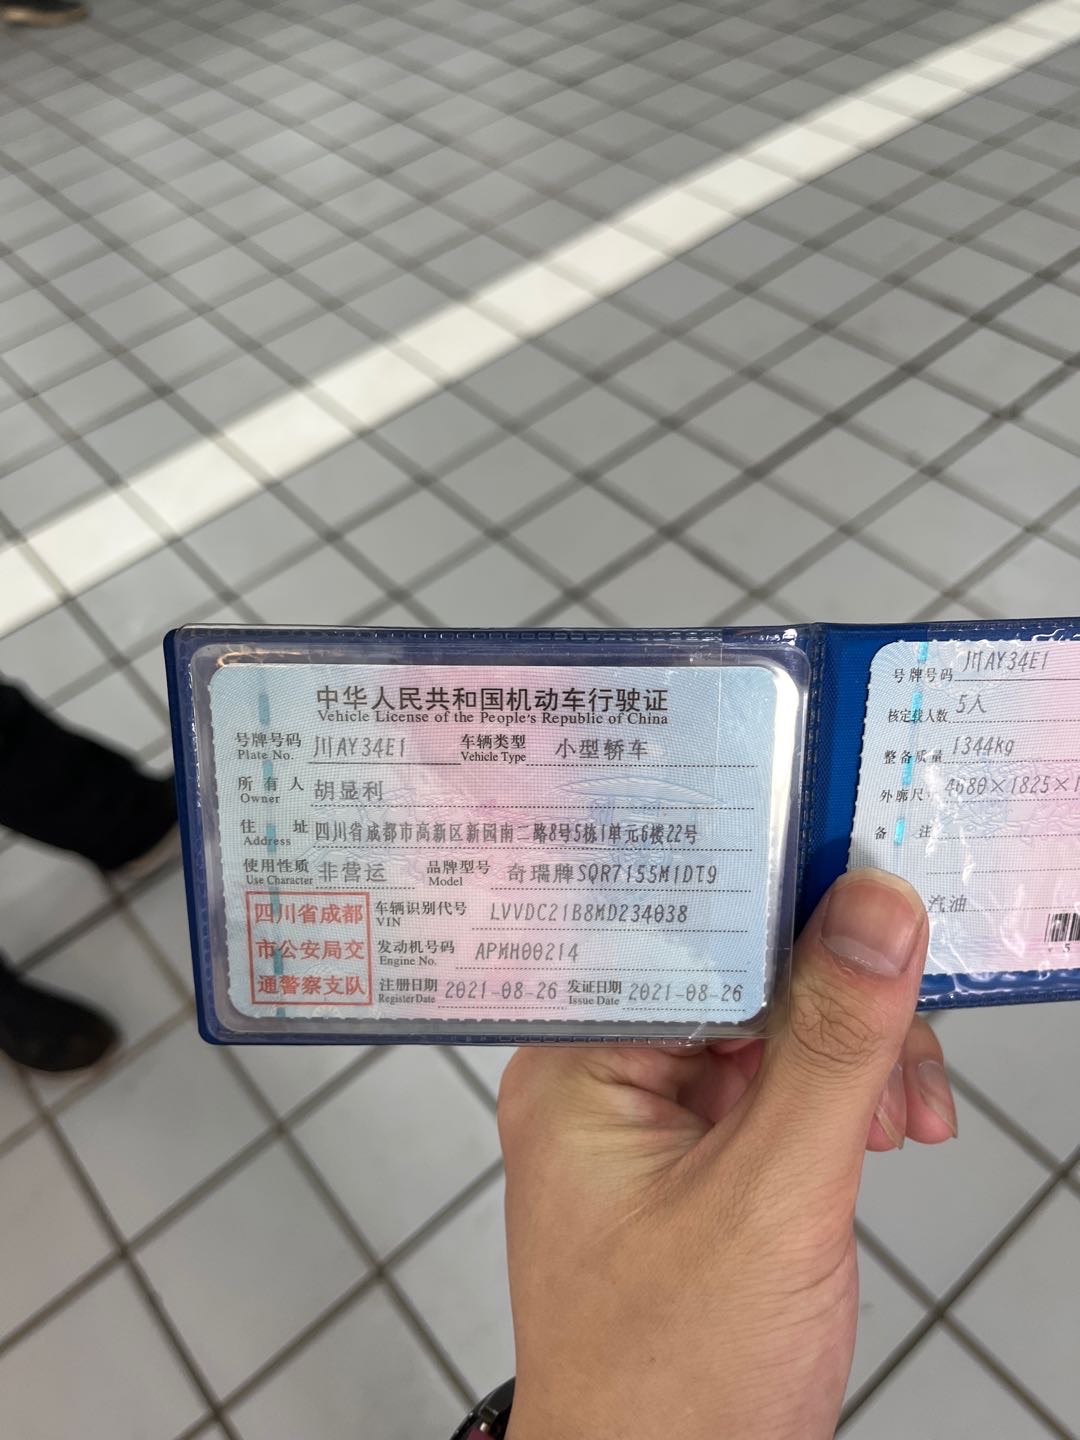 中华人民共和国机动车行驶证
Vehicle License of the People's Republic of China
号牌号码 川AY34E1 车辆类型 小型轿车
Plate No. Vehicle Type
所有人 胡显利
Owner
住址 四川省成都市高新区新园南二路8号5栋1单元6楼22号
Address
使用性质 非营运 品牌型号 奇瑞牌SQR7155M1DT9
Use Character Model
四川省成都
市公安局交
通警察支队
车辆识别代号 LVVDC21B8MD234038
VIN
发动机号码 APMH00214
Engine No.
注册日期 2021-08-26 发证日期 2021-08-26
Register Date Issue Date
号牌号码 川AY34E1
核定载人数 5人
整备质量 1344kg
外廓尺 4680×1825×1
备注
汽油